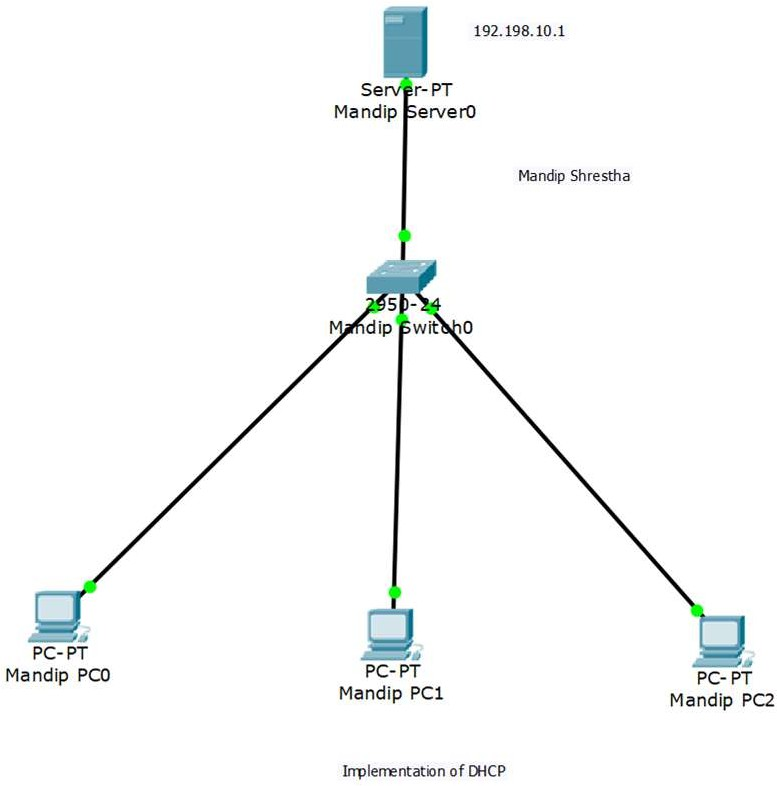 192.198.10.1
Server-PT
Mandip Server0
Mandip Shrestha
2950-24
Mandip Switch0
PC-PT
Mandip PC0
PC-PT
Mandip PC1
PC-PT
Mandip PC2
Implementation of DHCP